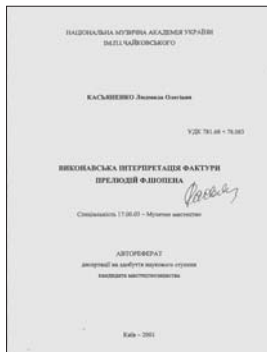 НАЦІОНАЛЬНА МУЗИЧНА АКАДЕМІЯ УКРАЇНИ
ІМ.П.І.ЧАЙКОВСЬКОГО
КАСЬЯНЕНКО Людмила Олегівна
УДК 781.68 + 76.083
ВИКОНАВСЬКА ІНТЕРПРЕТАЦІЯ ФАКТУРИ
ПРЕЛЮДІЙ Ф.ШОПЕНА
Спеціальність 17.00.03 – Музичне мистецтво
АВТОРЕФЕРАТ
дисертації на здобуття наукового ступеня
кандидата мистецтвознавства
Київ – 2001